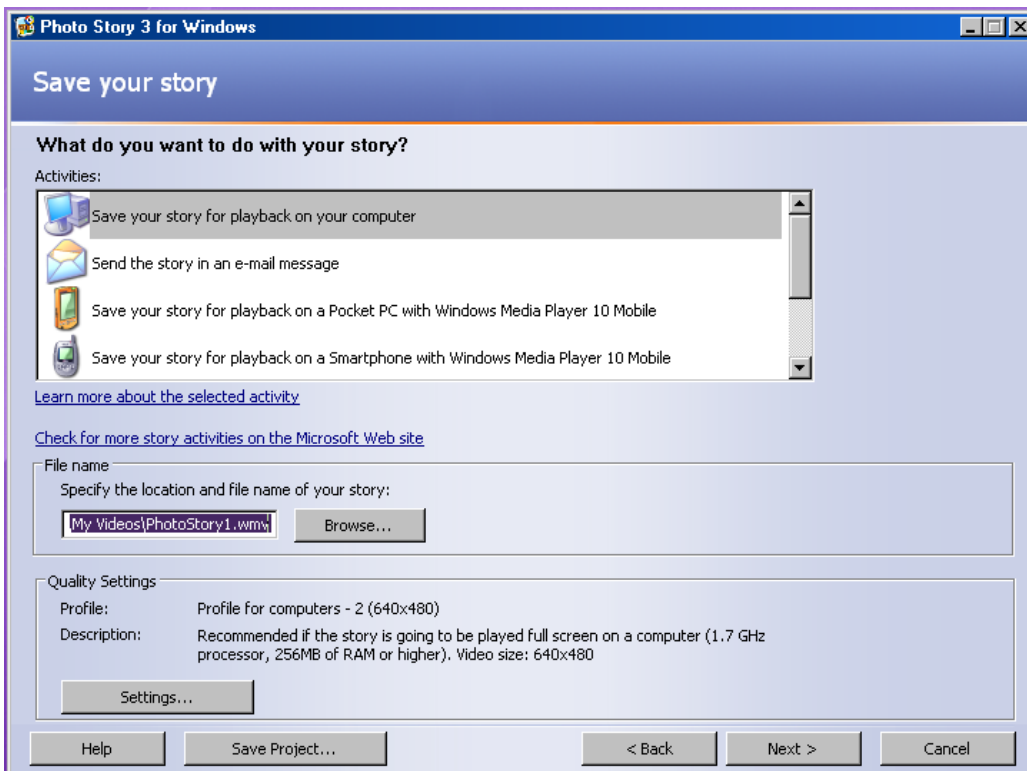 Photo Story 3 for Windows
Save your story
What do you want to do with your story?
Activities:
Save your story for playback on your computer
Send the story in an e-mail message
Save your story for playback on a Pocket PC with Windows Media Player 10 Mobile
Save your story for playback on a Smartphone with Windows Media Player 10 Mobile
Learn more about the selected activity
Check for more story activities on the Microsoft Web site
File name
Specify the location and file name of your story:
My Videos\PhotoStory1.wmv Browse...
Quality Settings
Profile: Profile for computers - 2 (640x480)
Description: Recommended if the story is going to be played full screen on a computer (1.7 GHz
processor, 256MB of RAM or higher). Video size: 640x480
Settings...
Help Save Project... < Back Next > Cancel